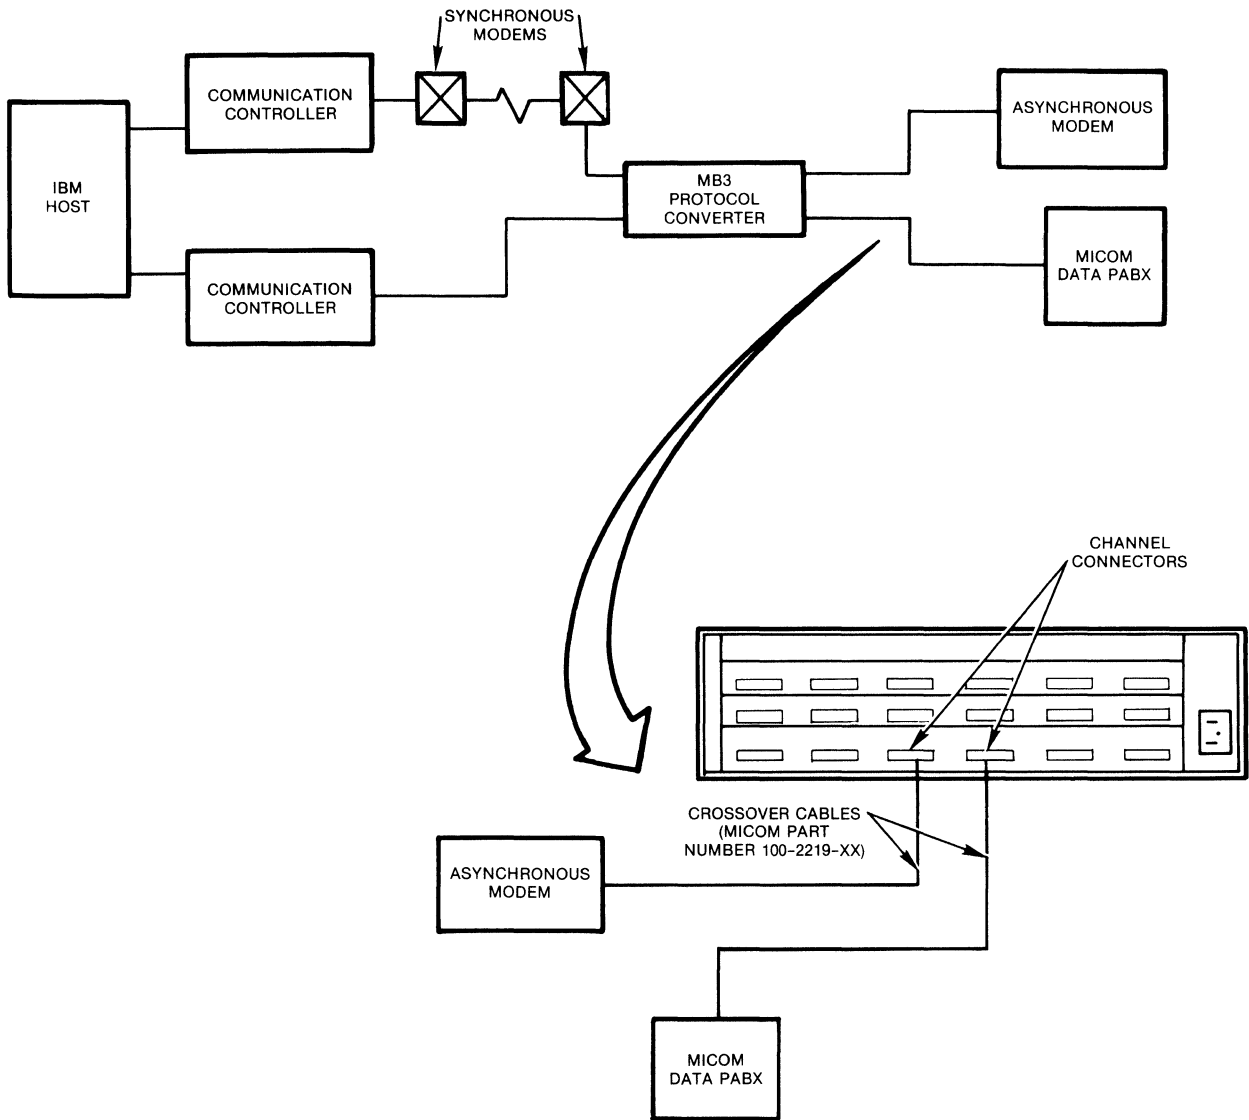 SYNCHRONOUS
MODEMS
COMMUNICATION
CONTROLLER
ASYNCHRONOUS
MODEM
IBM
HOST
MB3
PROTOCOL
CONVERTER
MICOM
DATA PABX
COMMUNICATION
CONTROLLER
CHANNEL
CONNECTORS
CROSSOVER CABLES
(MICOM PART
NUMBER 100-2219-XX)
ASYNCHRONOUS
MODEM
MICOM
DATA PABX